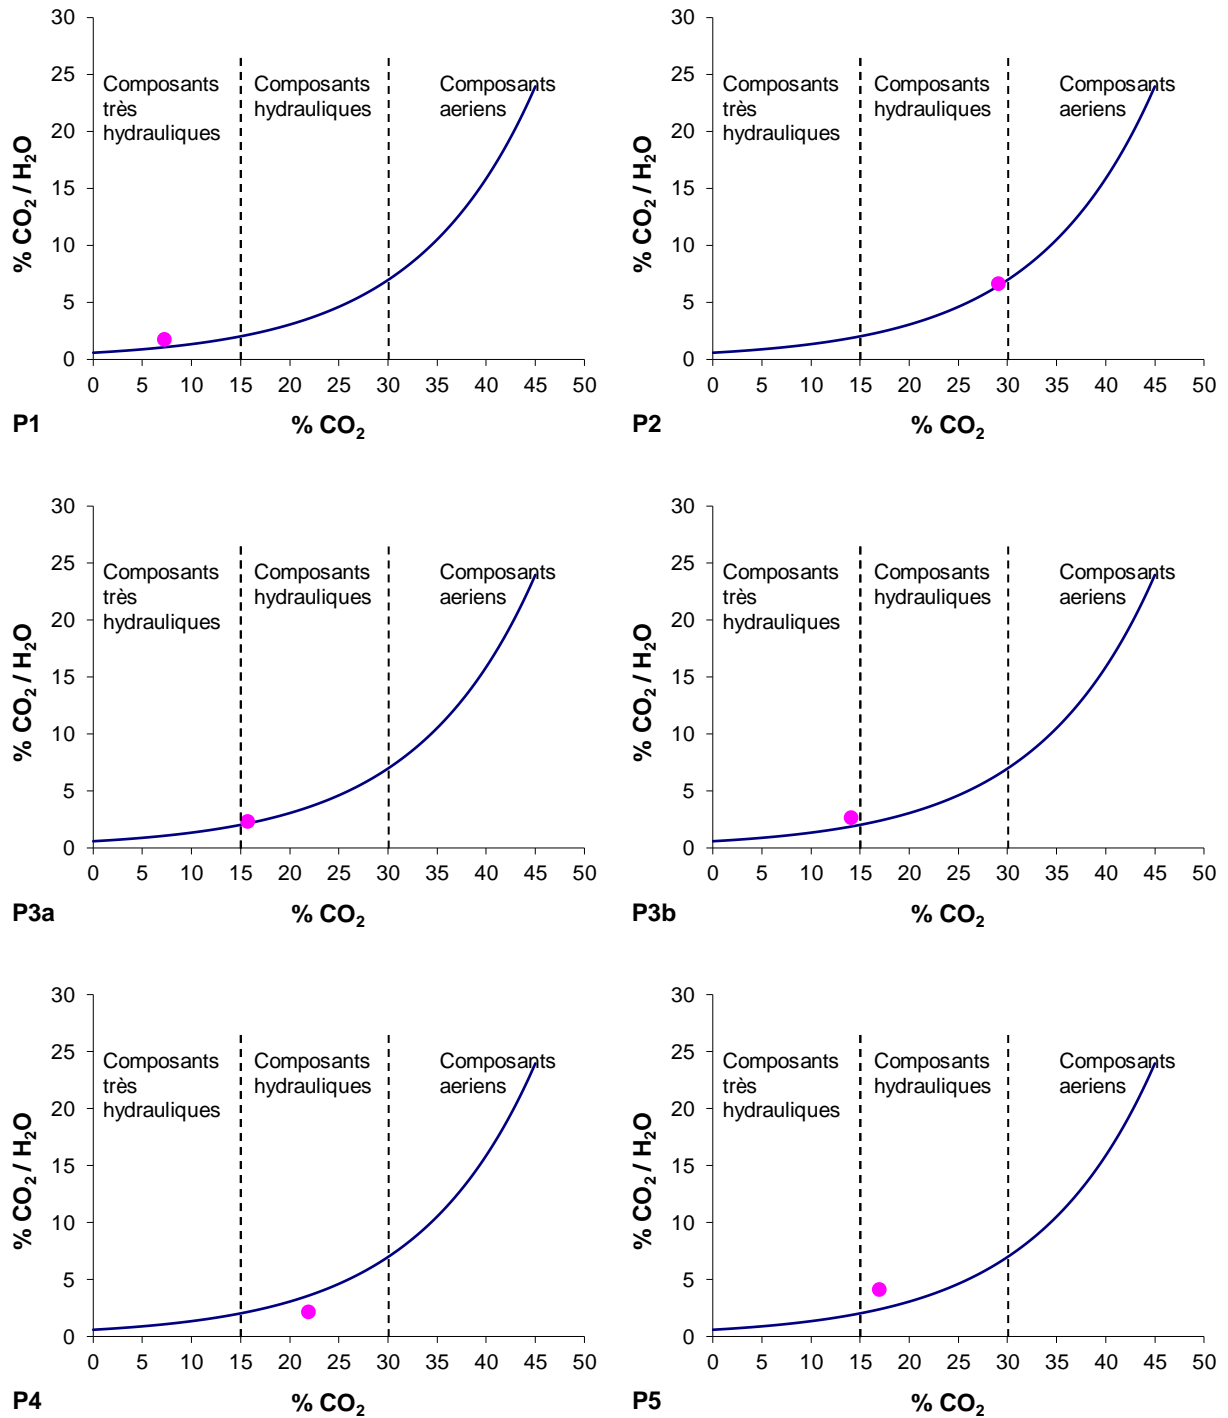 30
25
20
15
10
5
0
% CO2 / H2O
Composants
très
hydrauliques
Composants
hydrauliques
Composants
aeriens
0 5 10 15 20 25 30 35 40 45 50
P1
% CO2
30
25
20
15
10
5
0
% CO2 / H2O
Composants
très
hydrauliques
Composants
hydrauliques
Composants
aeriens
0 5 10 15 20 25 30 35 40 45 50
P2
% CO2
30
25
20
15
10
5
0
% CO2 / H2O
Composants
très
hydrauliques
Composants
hydrauliques
Composants
aeriens
0 5 10 15 20 25 30 35 40 45 50
P3a
% CO2
30
25
20
15
10
5
0
% CO2 / H2O
Composants
très
hydrauliques
Composants
hydrauliques
Composants
aeriens
0 5 10 15 20 25 30 35 40 45 50
P3b
% CO2
30
25
20
15
10
5
0
% CO2 / H2O
Composants
très
hydrauliques
Composants
hydrauliques
Composants
aeriens
0 5 10 15 20 25 30 35 40 45 50
P4
% CO2
30
25
20
15
10
5
0
% CO2 / H2O
Composants
très
hydrauliques
Composants
hydrauliques
Composants
aeriens
0 5 10 15 20 25 30 35 40 45 50
P5
% CO2